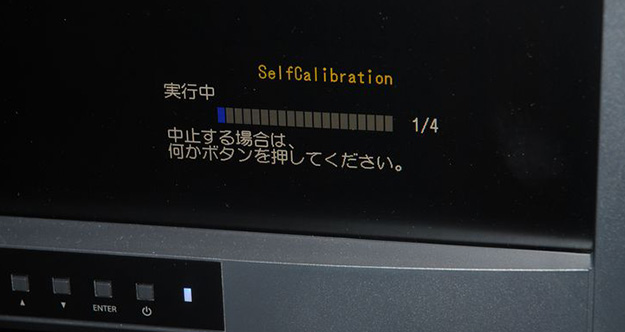 SelfCalibration
実行中
1/4
中止する場合は、
何かボタンを押してください。
▲ ▼ ENTER ⏻